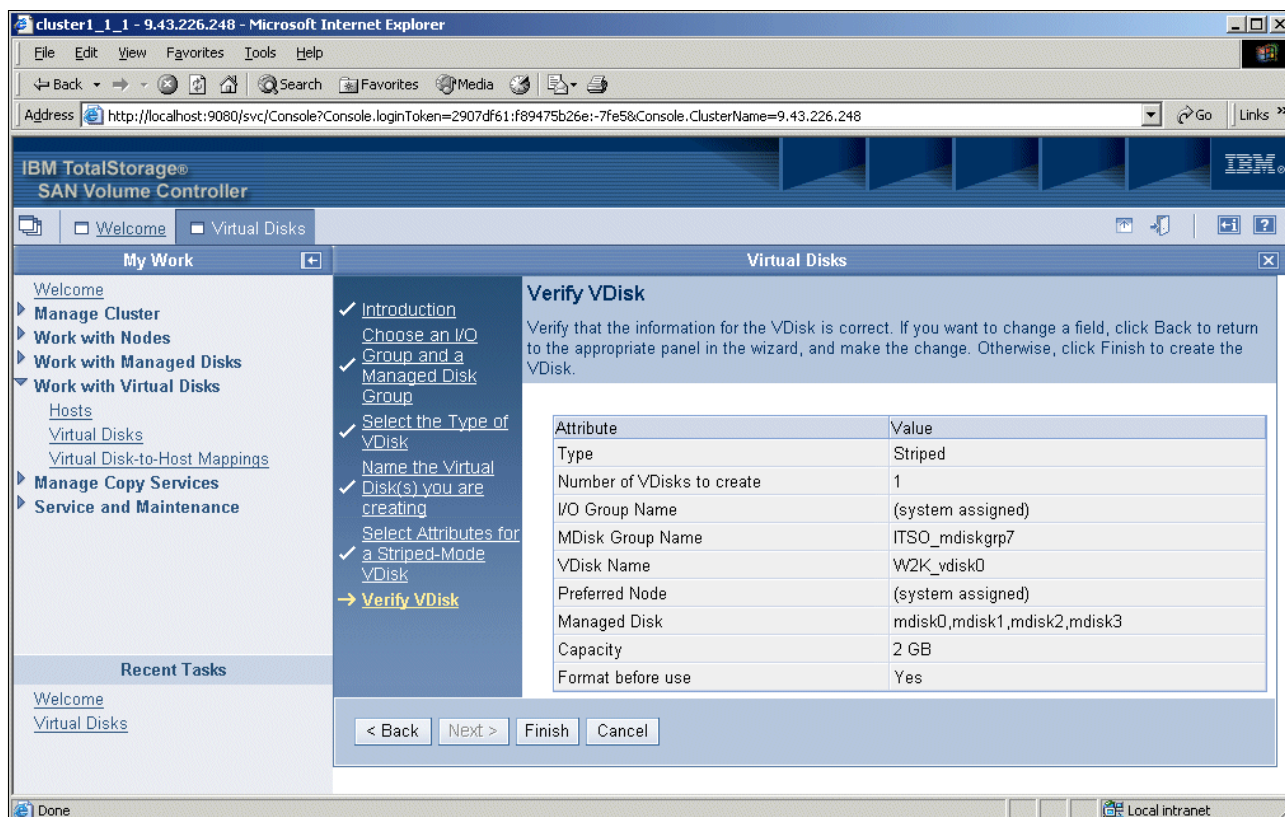 cluster1_1_1 - 9.43.226.248 - Microsoft Internet Explorer
File Edit View Favorites Tools Help
Back Search Favorites Media
Address http://localhost:9080/svc/Console?Console.loginToken=2907df61:f89475b26e:-7fe5&Console.ClusterName=9.43.226.248 Go Links »
IBM TotalStorage®
SAN Volume Controller
IBM®
Welcome Virtual Disks
My Work
Virtual Disks
Welcome
Manage Cluster
Work with Nodes
Work with Managed Disks
Work with Virtual Disks
Hosts
Virtual Disks
Virtual Disk-to-Host Mappings
Manage Copy Services
Service and Maintenance
Recent Tasks
Welcome
Virtual Disks
Introduction
Choose an I/O
Group and a
Managed Disk
Group
Select the Type of
VDisk
Name the Virtual
Disk(s) you are
creating
Select Attributes for
a Striped-Mode
VDisk
Verify VDisk
Verify VDisk
Verify that the information for the VDisk is correct. If you want to change a field, click Back to return
to the appropriate panel in the wizard, and make the change. Otherwise, click Finish to create the
VDisk.
Attribute Value
Type Striped
Number of VDisks to create 1
I/O Group Name (system assigned)
MDisk Group Name ITSO_mdiskgrp7
VDisk Name W2K_vdisk0
Preferred Node (system assigned)
Managed Disk mdisk0,mdisk1,mdisk2,mdisk3
Capacity 2 GB
Format before use Yes
< Back Next > Finish Cancel
Done Local intranet